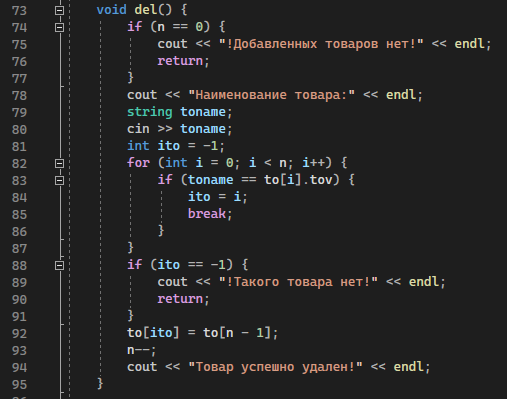 73 void del() {
74 if (n == 0) {
75 cout << "!Добавленных товаров нет!" << endl;
76 return;
77 }
78 cout << "Наименование товара:" << endl;
79 string toname;
80 cin >> toname;
81 int ito = -1;
82 for (int i = 0; i < n; i++) {
83 if (toname == to[i].tov) {
84 ito = i;
85 break;
86 }
87 }
88 if (ito == -1) {
89 cout << "!Такого товара нет!" << endl;
90 return;
91 }
92 to[ito] = to[n - 1];
93 n--;
94 cout << "Товар успешно удален!" << endl;
95 }